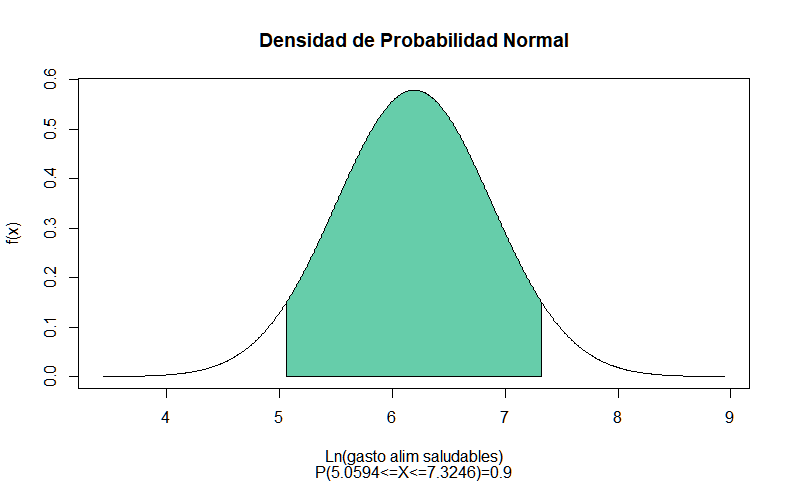 Densidad de Probabilidad Normal
0.6
0.5
0.4
0.3
0.2
0.1
0.0
f(x)
4 5 6 7 8 9
Ln(gasto alim saludables)
P(5.0594<=X<=7.3246)=0.9